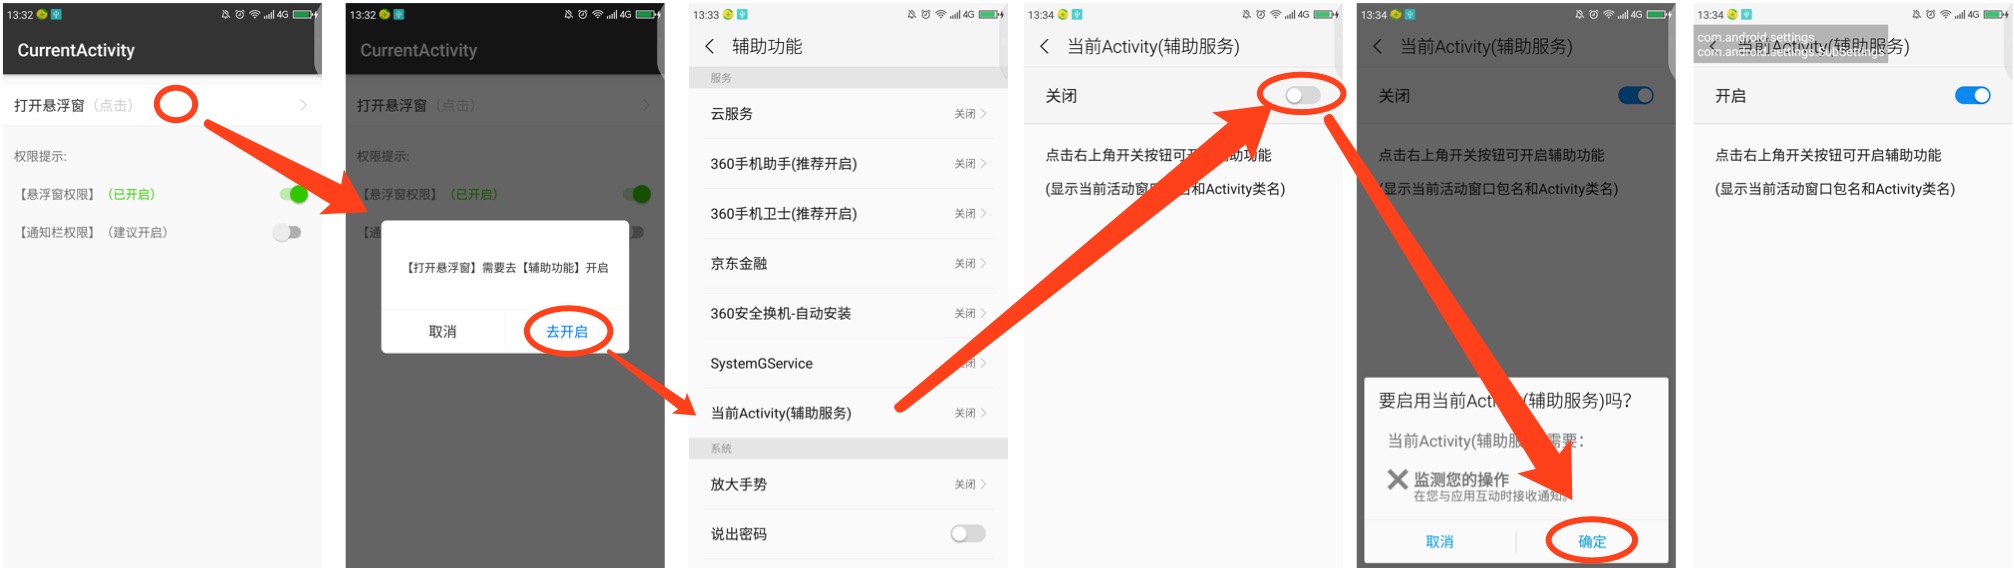 13:32
4G
CurrentActivity
打开悬浮窗（点击）
权限提示:
【悬浮窗权限】（已开启）
【通知栏权限】（建议开启）
13:32
4G
CurrentActivity
打开悬浮窗（点击）
权限提示:
【悬浮窗权限】（已开启）
【通
【打开悬浮窗】需要去【辅助功能】开启
取消
去开启
13:33
4G
辅助功能
服务
云服务
关闭
360手机助手(推荐开启)
关闭
360手机卫士(推荐开启)
关闭
京东金融
关闭
360安全换机-自动安装
关闭
SystemGService
关闭
当前Activity(辅助服务)
关闭
系统
放大手势
关闭
说出密码
13:34
4G
当前Activity(辅助服务)
关闭
点击右上角开关按钮可开启辅助功能
(显示当前活动窗口包名和Activity类名)
13:34
4G
当前Activity(辅助服务)
关闭
点击右上角开关按钮可开启辅助功能
(显示当前活动窗口包名和Activity类名)
要启用当前Activity(辅助服务)吗?
当前Activity(辅助服务)需要:
监测您的操作
在您与应用互动时接收通知。
取消
确定
13:34
4G
com.android.settings
com.android.settings.SubSettings
当前Activity(辅助服务)
开启
点击右上角开关按钮可开启辅助功能
(显示当前活动窗口包名和Activity类名)